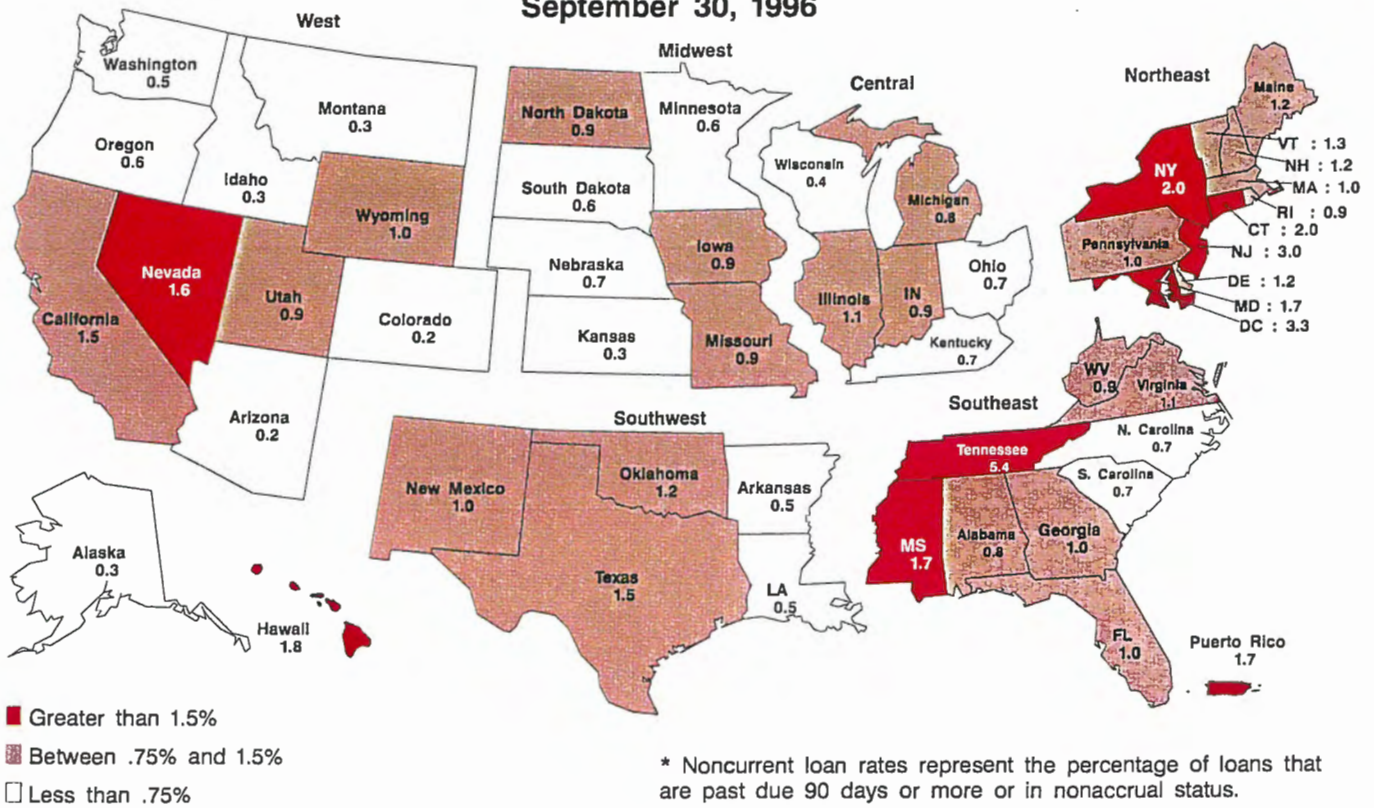 September 30, 1996
West
Midwest
Central
Northeast
Washington
0.5
Oregon
0.6
Montana
0.3
Idaho
0.3
Wyoming
1.0
Nevada
1.6
Utah
0.9
California
1.5
Colorado
0.2
Arizona
0.2
Alaska
0.3
Hawaii
1.8
North Dakota
0.9
Minnesota
0.6
South Dakota
0.6
Iowa
0.9
Nebraska
0.7
Kansas
0.3
Missouri
0.9
Wisconsin
0.4
Michigan
0.8
Illinois
1.1
IN
0.9
Ohio
0.7
Kentucky
0.7
Maine
1.2
VT : 1.3
NH : 1.2
MA : 1.0
RI : 0.9
CT : 2.0
NJ : 3.0
DE : 1.2
MD : 1.7
DC : 3.3
NY
2.0
Pennsylvania
1.0
Southwest
New Mexico
1.0
Oklahoma
1.2
Arkansas
0.5
Texas
1.5
LA
0.5
Southeast
WV
0.9
Virginia
1.1
N. Carolina
0.7
Tennessee
5.4
S. Carolina
0.7
MS
1.7
Alabama
0.8
Georgia
1.0
FL
1.0
Puerto Rico
1.7
Greater than 1.5%
Between .75% and 1.5%
Less than .75%
* Noncurrent loan rates represent the percentage of loans that
are past due 90 days or more or in nonaccrual status.